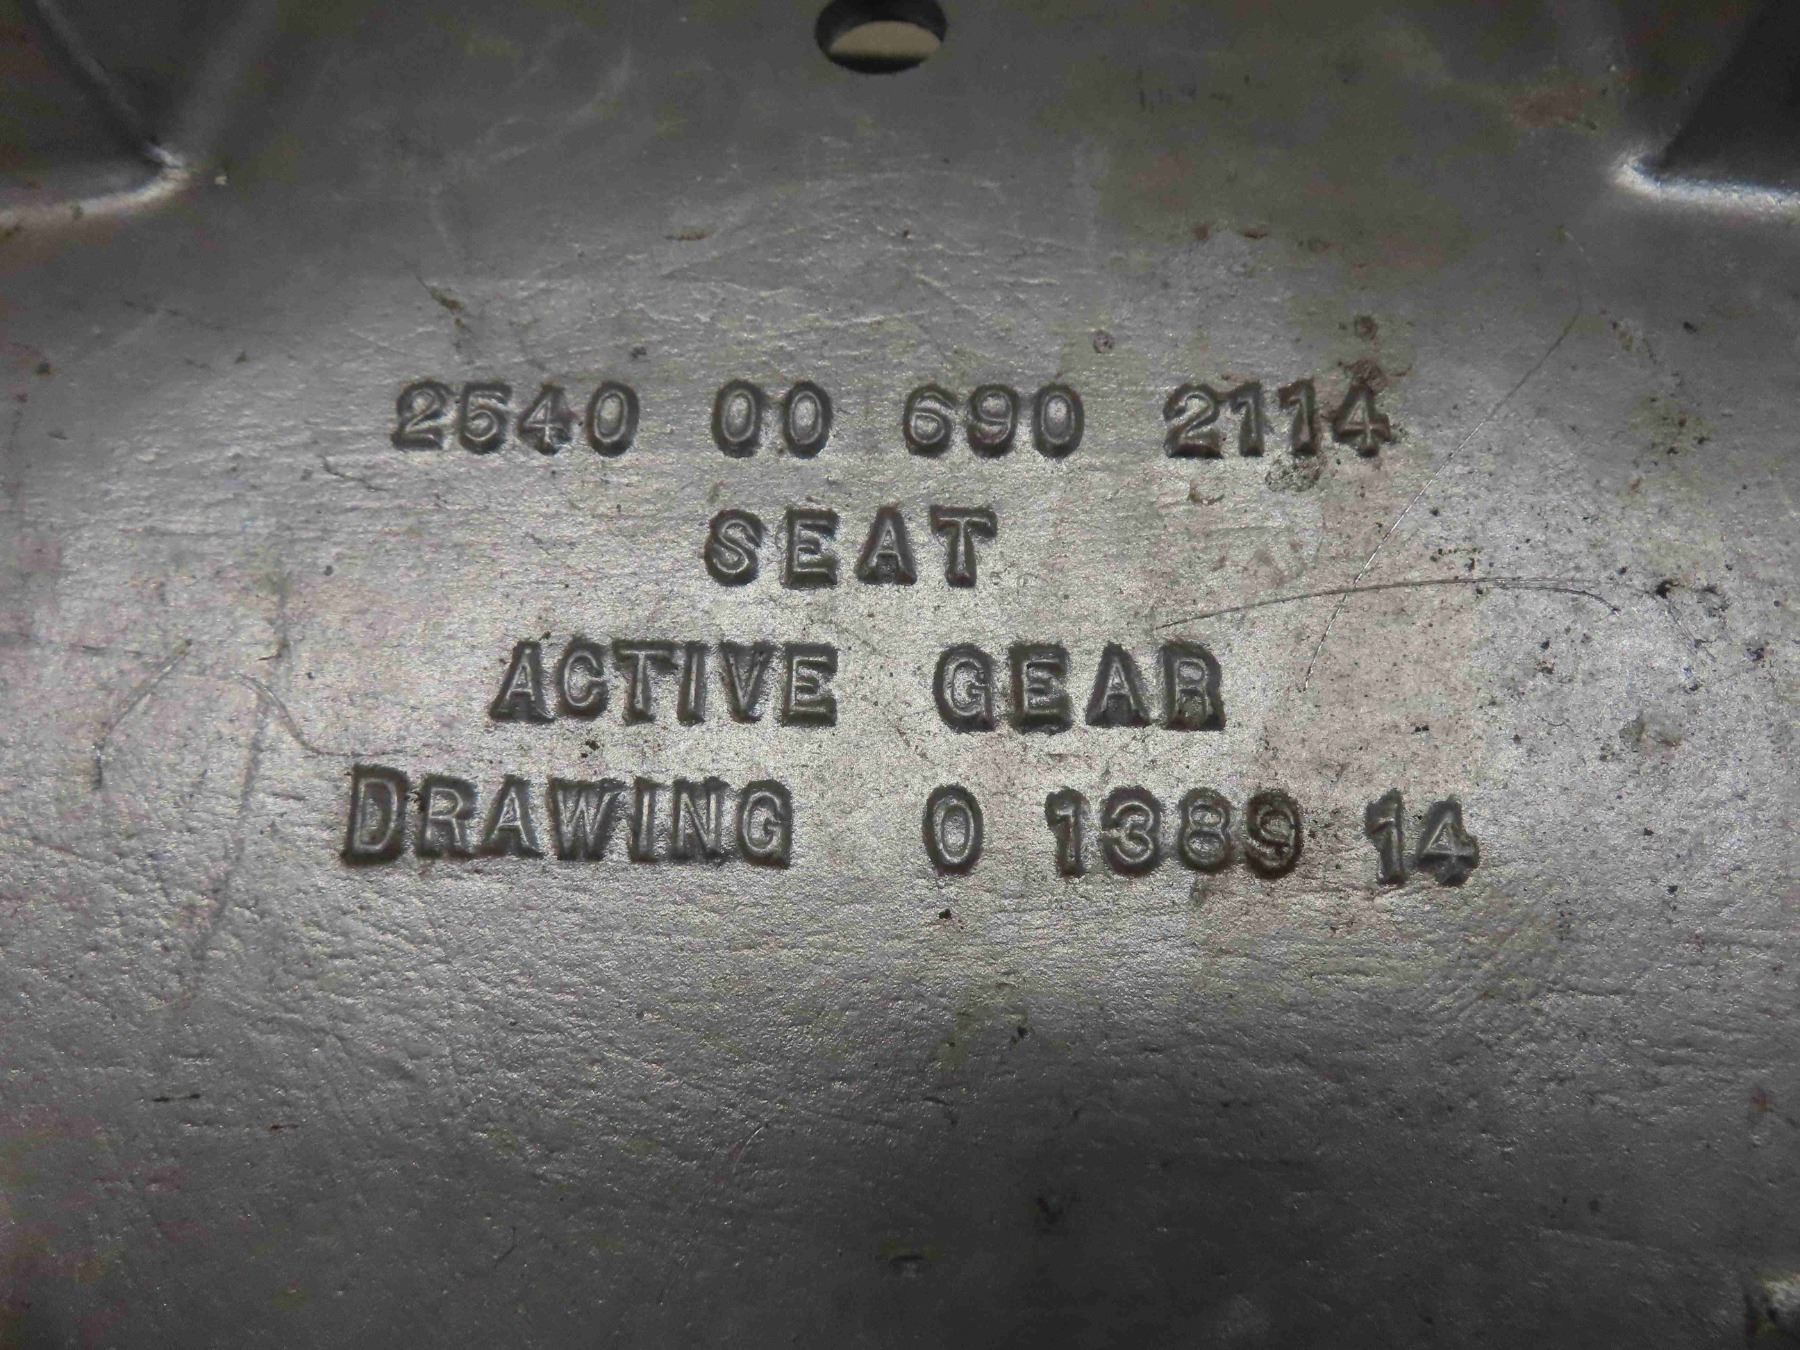 2540 00 690 2114
SEAT
ACTIVE GEAR
DRAWING 0 1389 14